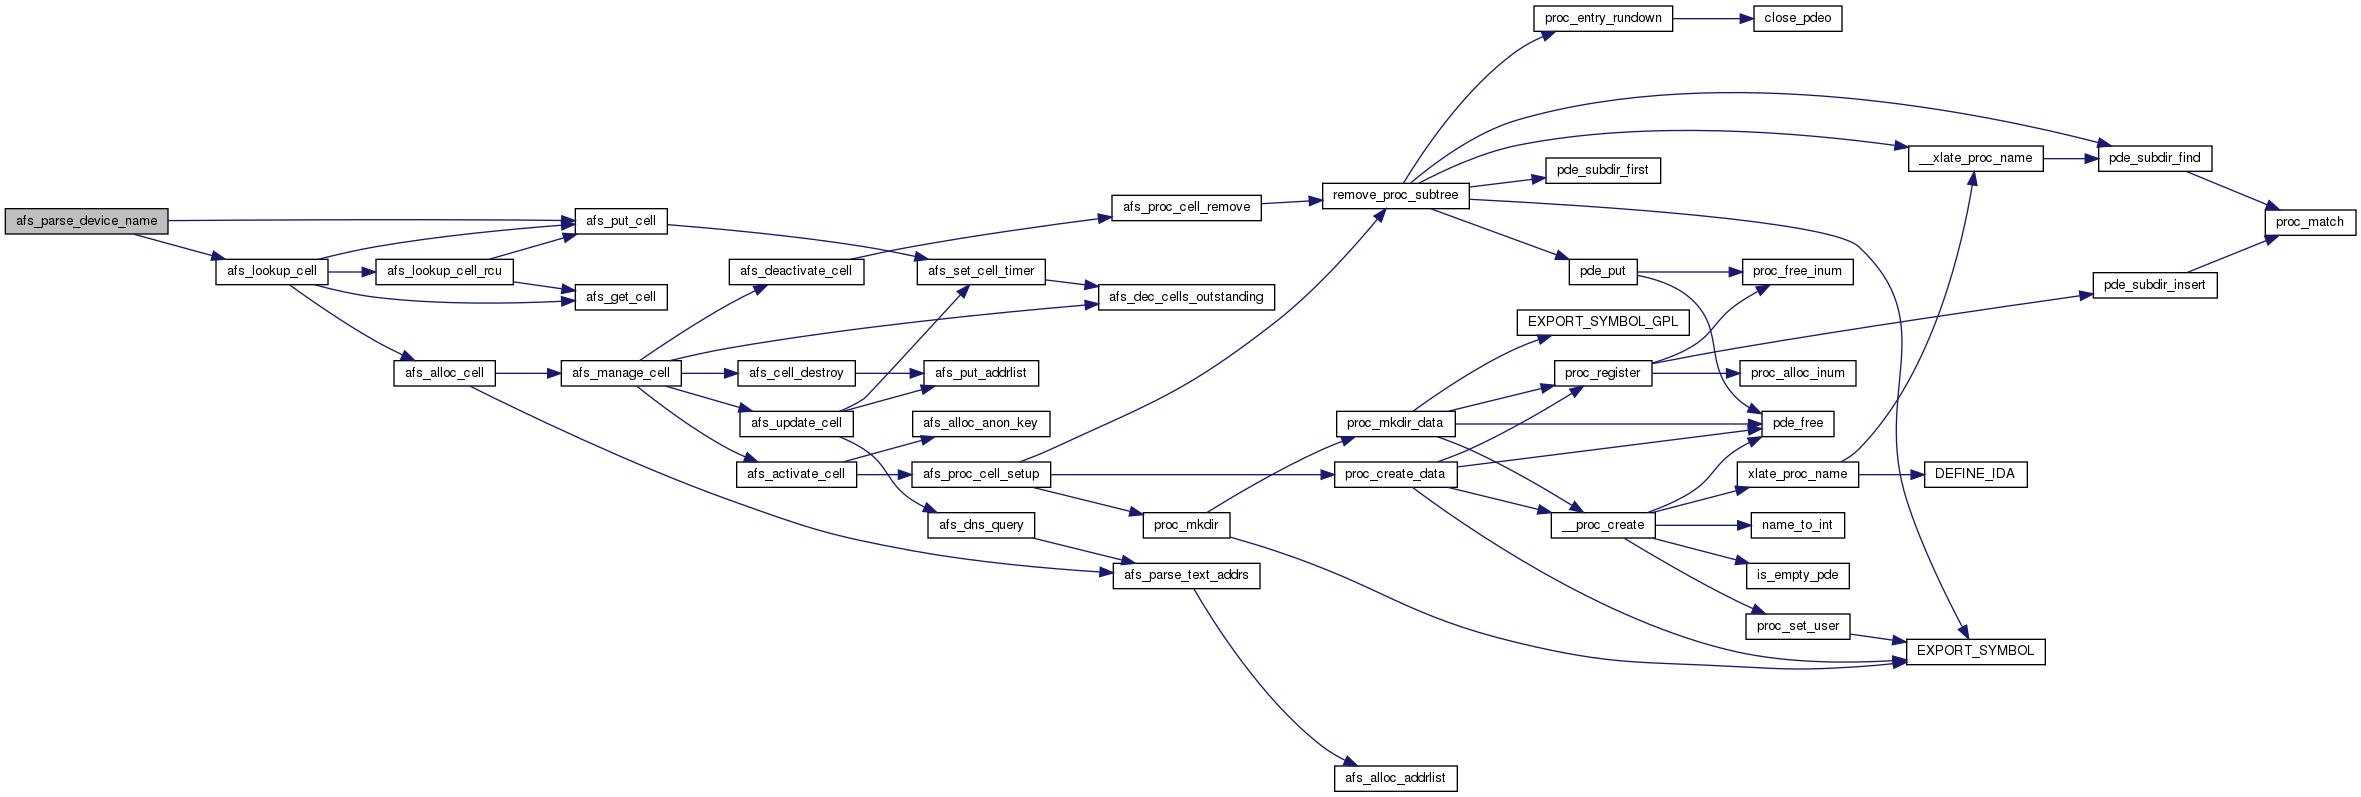 proc_entry_rundown
close_pdeo
__xlate_proc_name
pde_subdir_find
pde_subdir_first
remove_proc_subtree
afs_proc_cell_remove
afs_parse_device_name
afs_put_cell
proc_match
afs_lookup_cell
afs_lookup_cell_rcu
afs_deactivate_cell
afs_set_cell_timer
pde_put
proc_free_inum
pde_subdir_insert
afs_get_cell
afs_dec_cells_outstanding
EXPORT_SYMBOL_GPL
afs_alloc_cell
afs_manage_cell
afs_cell_destroy
afs_put_addrlist
proc_register
proc_alloc_inum
afs_update_cell
afs_alloc_anon_key
proc_mkdir_data
pde_free
afs_activate_cell
afs_proc_cell_setup
proc_create_data
xlate_proc_name
DEFINE_IDA
afs_dns_query
proc_mkdir
__proc_create
name_to_int
afs_parse_text_addrs
is_empty_pde
proc_set_user
EXPORT_SYMBOL
afs_alloc_addrlist